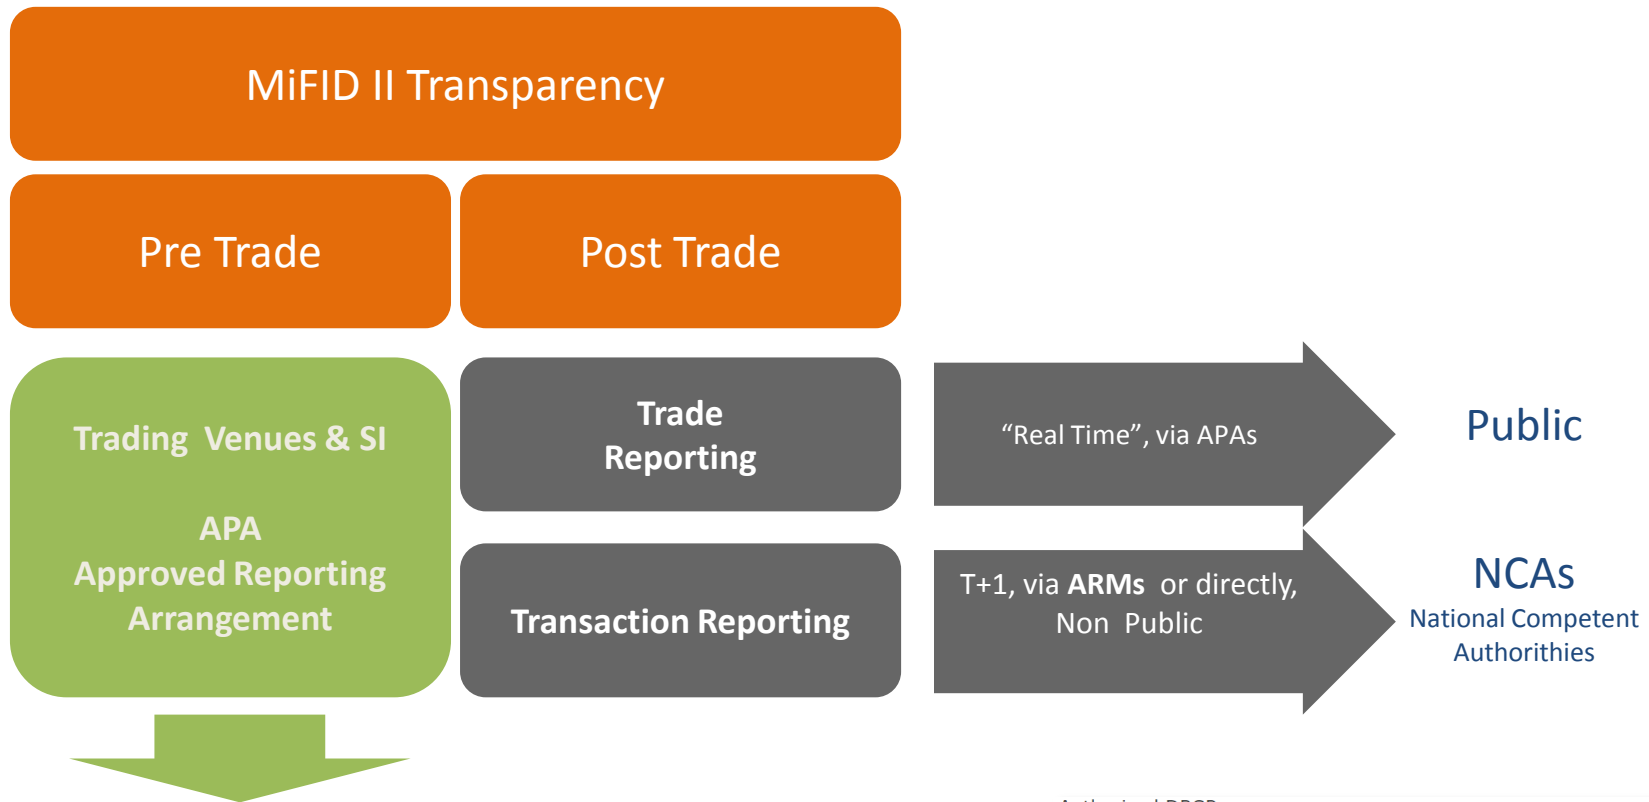 MiFID II Transparency
Pre Trade
Post Trade
Trading Venues & SI
APA
Approved Reporting
Arrangement
Trade
Reporting
"Real Time", via APAs
Public
Transaction Reporting
T+1, via ARMs or directly,
Non Public
NCAs
National Competent
Authorithies